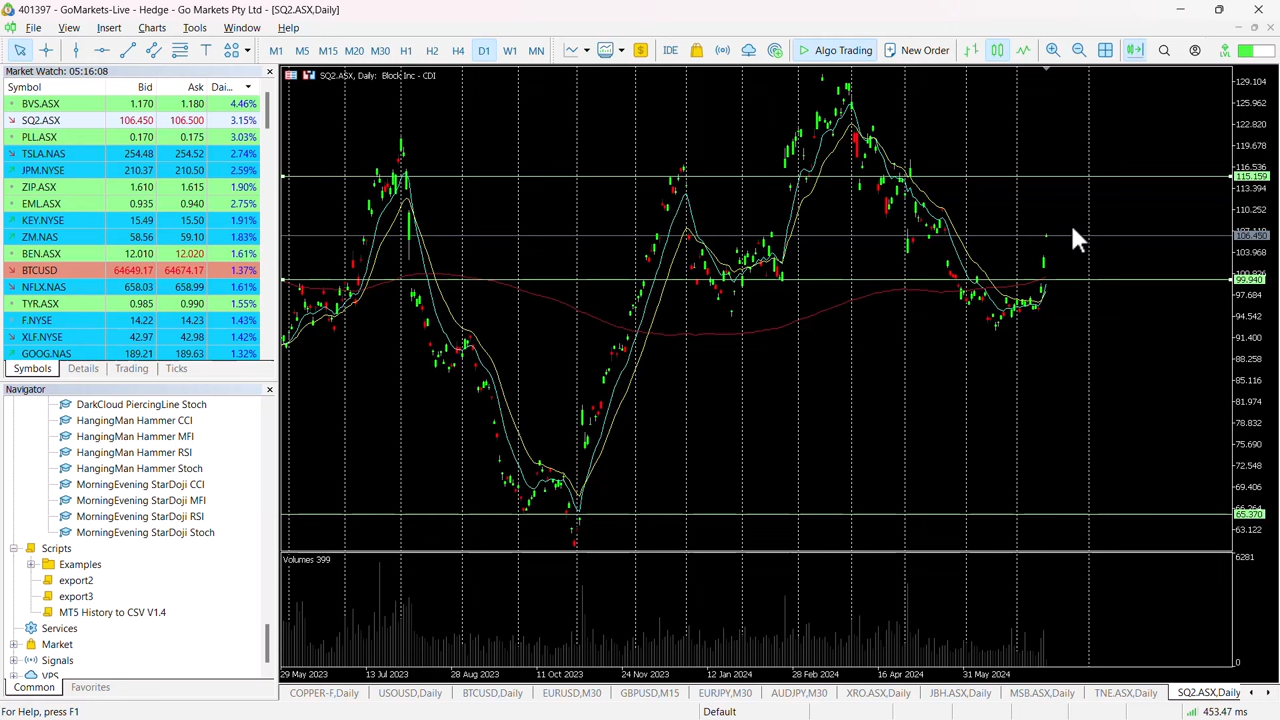 401397 - GoMarkets-Live - Hedge - Go Markets Pty Ltd - [SQ2.ASX,Daily]
File View Insert Charts Tools Window Help
M1 M5 M15 M20 M30 H1 H2 H4 D1 W1 MN IDE Algo Trading New Order LVL
Market Watch: 05:16:08
Symbol Bid Ask Dai...
BVS.ASX 1.170 1.180 4.46%
SQ2.ASX 106.450 106.500 3.15%
PLL.ASX 0.170 0.175 3.03%
TSLA.NAS 254.48 254.52 2.74%
JPM.NYSE 210.37 210.50 2.59%
ZIP.ASX 1.610 1.615 1.90%
EML.ASX 0.935 0.940 2.75%
KEY.NYSE 15.49 15.50 1.91%
ZM.NAS 58.56 59.10 1.83%
BEN.ASX 12.010 12.020 1.61%
BTCUSD 64649.17 64674.17 1.37%
NFLX.NAS 658.03 658.99 1.61%
TYR.ASX 0.985 0.990 1.55%
F.NYSE 14.22 14.23 1.43%
XLF.NYSE 42.97 42.98 1.42%
GOOG.NAS 189.21 189.63 1.32%
Symbols Details Trading Ticks
Navigator
DarkCloud PiercingLine Stoch
HangingMan Hammer CCI
HangingMan Hammer MFI
HangingMan Hammer RSI
HangingMan Hammer Stoch
MorningEvening StarDoji CCI
MorningEvening StarDoji MFI
MorningEvening StarDoji RSI
MorningEvening StarDoji Stoch
Scripts
Examples
export2
export3
MT5 History to CSV V1.4
Services
Market
Signals
VPS
Common Favorites
SQ2.ASX, Daily: Block Inc - CDI
129.104
125.962
122.820
119.678
116.536
115.159
113.394
110.252
106.450
103.968
99.940
97.684
94.542
91.400
88.258
85.116
81.974
78.832
75.690
72.548
69.406
65.370
63.122
Volumes 399
6281
0
29 May 2023 13 Jul 2023 28 Aug 2023 11 Oct 2023 24 Nov 2023 12 Jan 2024 28 Feb 2024 16 Apr 2024 31 May 2024
COPPER-F,Daily USOUSD,Daily BTCUSD,Daily EURUSD,M30 GBPUSD,M15 EURJPY,M30 AUDJPY,M30 XRO.ASX,Daily JBH.ASX,Daily MSB.ASX,Daily TNE.ASX,Daily SQ2.ASX,Daily
For Help, press F1 Default 453.47 ms